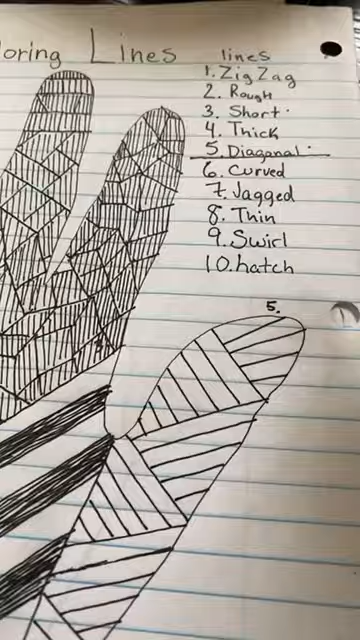 oring Lines
lines
1. Zig Zag
2. Rough
3. Short
4. Thick
5. Diaganal
6. Curved
7. Jagged
8. Thin
9. Swirl
10. hatch
5.